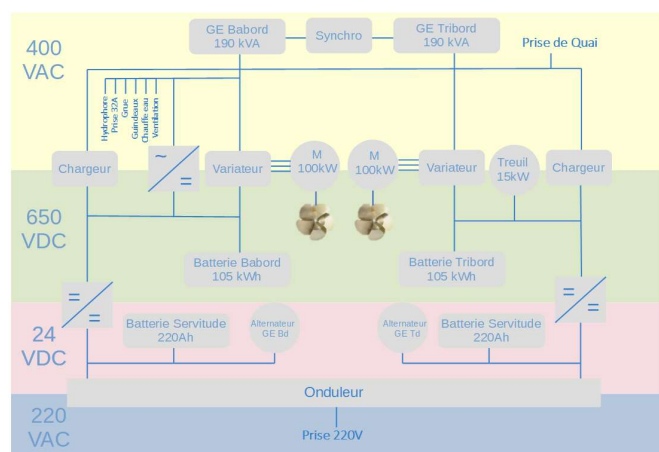 400
VAC
GE Babord
190 kVA
Synchro
GE Tribord
190 kVA
Prise de Quai
Hydrophore
Prise 32A
Grue
Guindeaux
Chauffe eau
Ventilation
Chargeur
~
=
Variateur
M
100kW
M
100kW
Variateur
Treuil
15kW
Chargeur
650
VDC
Batterie Babord
105 kWh
Batterie Tribord
105 kWh
=
=
=
=
24
VDC
Batterie Servitude
220Ah
Alternateur
GE Bd
Alternateur
GE Td
Batterie Servitude
220Ah
Onduleur
220
VAC
Prise 220V